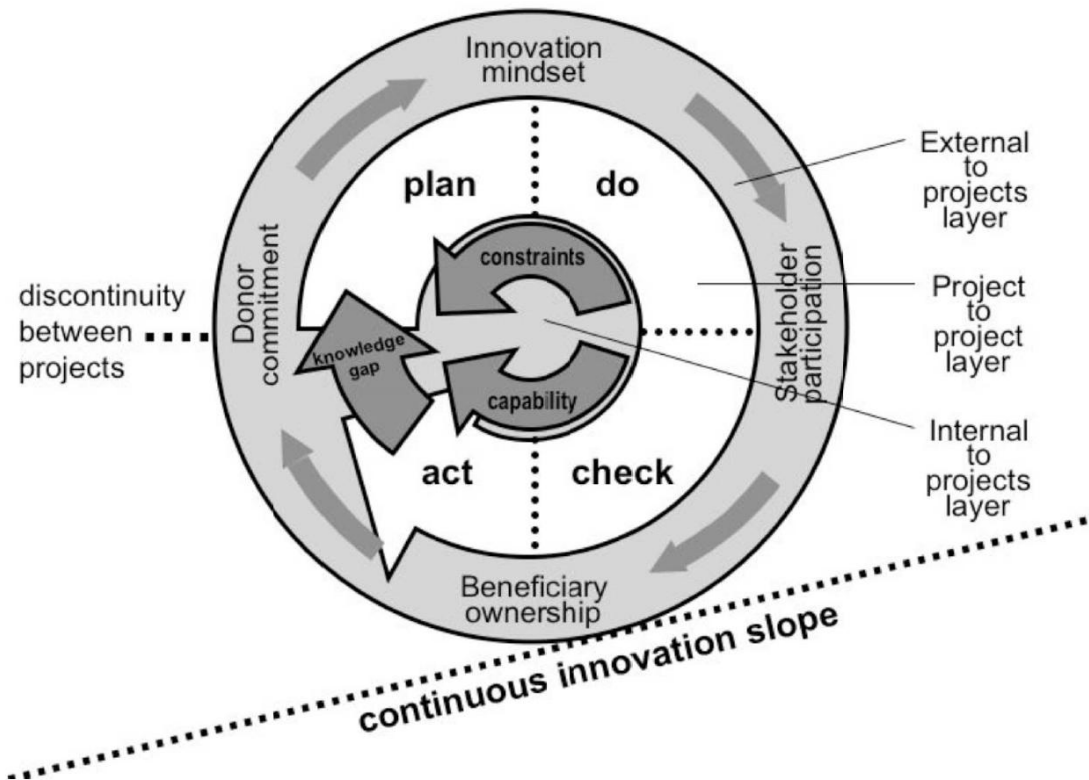 Innovation
mindset
External
to
projects
layer
plan
do
constraints
Donor
commitment
Stakeholder
participation
discontinuity
between
projects
Project
to
project
layer
knowledge
gap
capability
Internal
to
projects
layer
act
check
Beneficiary
ownership
continuous innovation slope